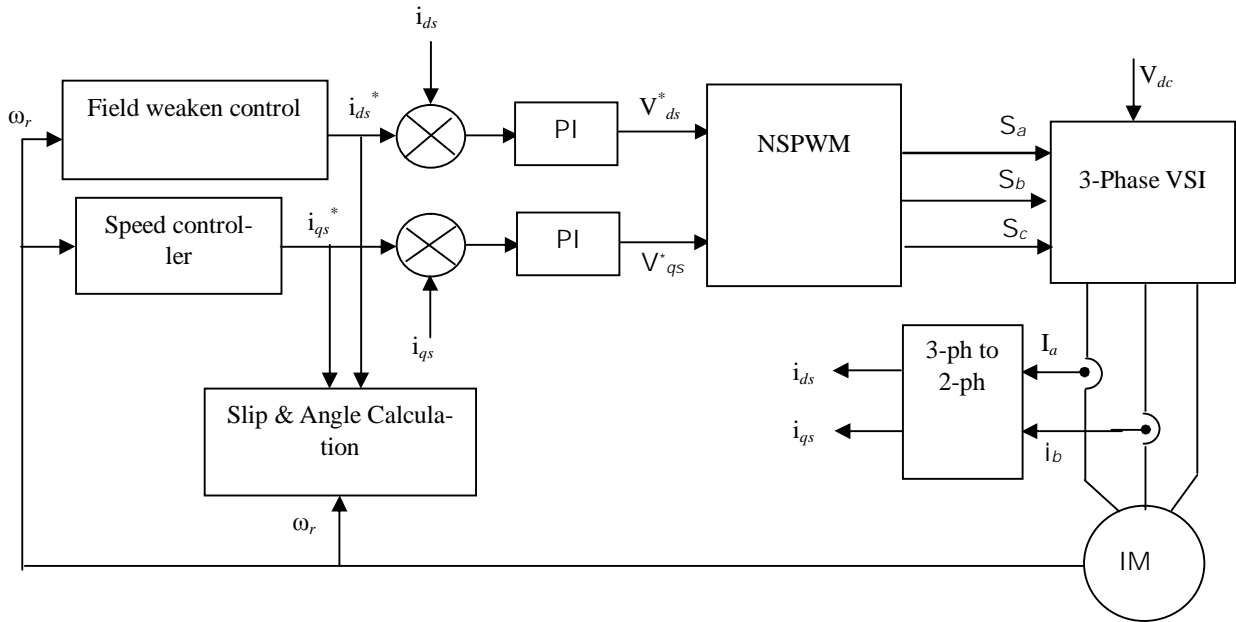 i_ds
V_dc
Field weaken control
i_ds^*
PI
V^*_ds
NSPWM
S_a
3-Phase VSI
ω_r
S_b
Speed control-
ler
i_qs^*
PI
V^*_qs
S_c
i_qs
3-ph to
2-ph
I_a
i_ds
i_qs
i_b
Slip & Angle Calcula-
tion
ω_r
IM